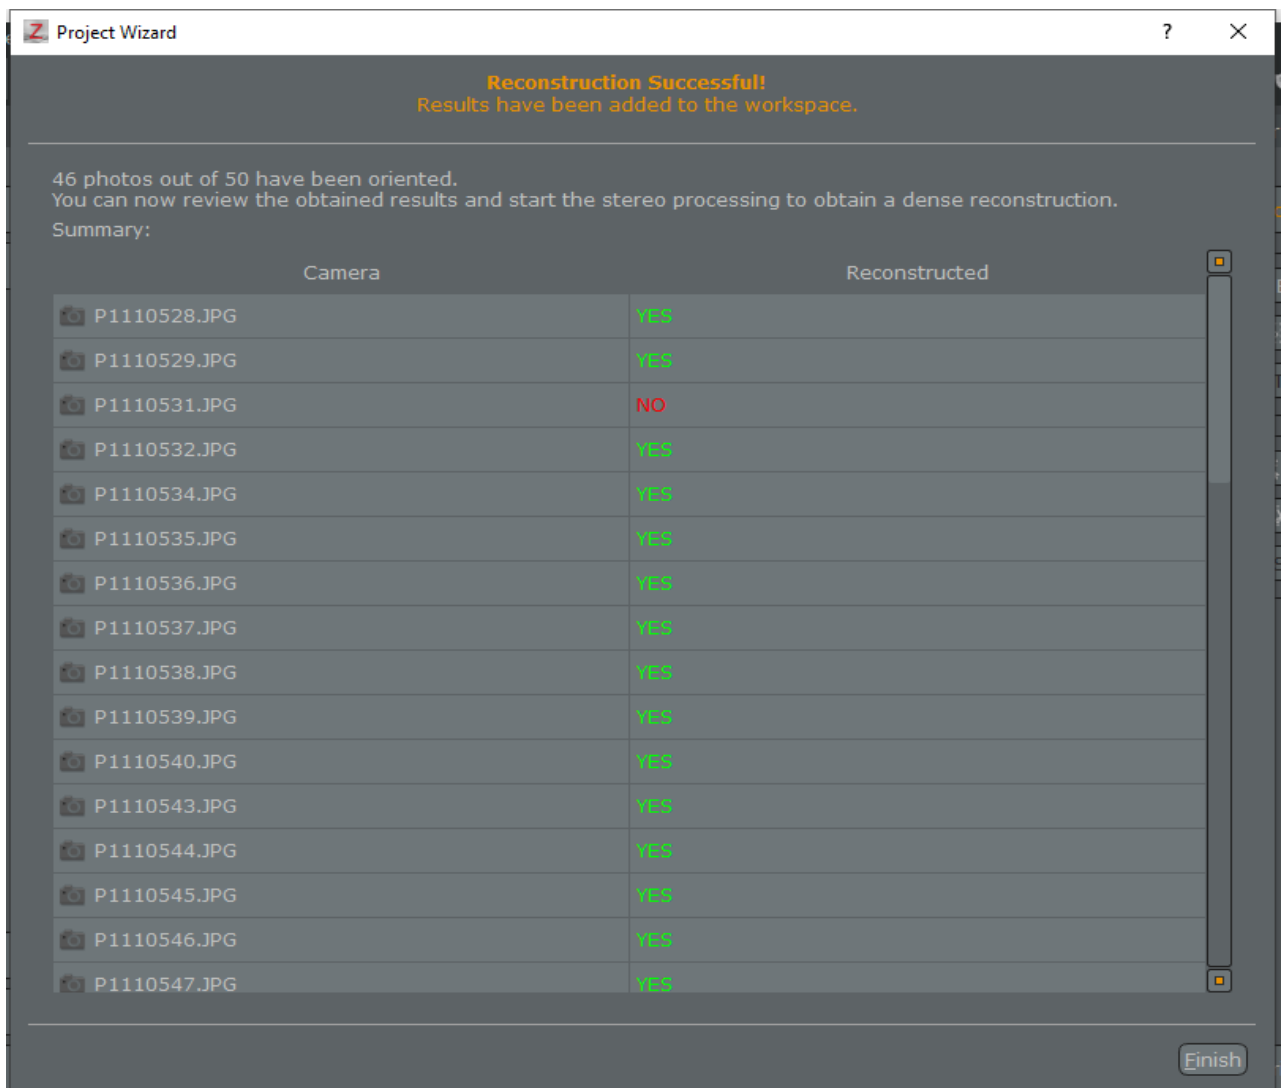 Project Wizard
Reconstruction Successful!
Results have been added to the workspace.
46 photos out of 50 have been oriented.
You can now review the obtained results and start the stereo processing to obtain a dense reconstruction.
Summary:
Camera Reconstructed
P1110528.JPG YES
P1110529.JPG YES
P1110531.JPG NO
P1110532.JPG YES
P1110534.JPG YES
P1110535.JPG YES
P1110536.JPG YES
P1110537.JPG YES
P1110538.JPG YES
P1110539.JPG YES
P1110540.JPG YES
P1110543.JPG YES
P1110544.JPG YES
P1110545.JPG YES
P1110546.JPG YES
P1110547.JPG YES
Finish